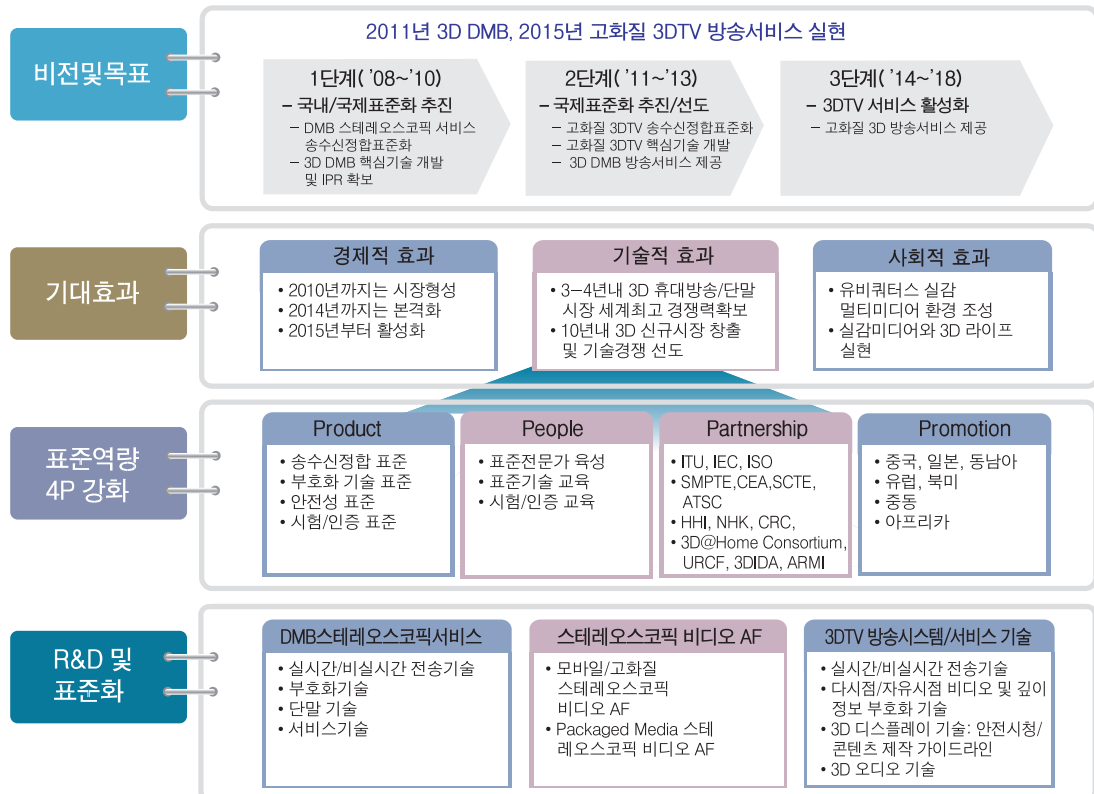 비전및목표
2011년 3D DMB, 2015년 고화질 3DTV 방송서비스 실현
1단계( ’08~’10)
– 국내/국제표준화 추진
– DMB 스테레오스코픽 서비스
송수신정합표준화
– 3D DMB 핵심기술 개발
및 IPR 확보
2단계( ’11~’13)
– 국제표준화 추진/선도
– 고화질 3DTV 송수신정합표준화
– 고화질 3DTV 핵심기술 개발
– 3D DMB 방송서비스 제공
3단계( ’14~’18)
– 3DTV 서비스 활성화
– 고화질 3D 방송서비스 제공
기대효과
경제적 효과
• 2010년까지는 시장형성
• 2014년까지는 본격화
• 2015년부터 활성화
기술적 효과
• 3–4년내 3D 휴대방송/단말
시장 세계최고 경쟁력확보
• 10년내 3D 신규시장 창출
및 기술경쟁 선도
사회적 효과
• 유비쿼터스 실감
멀티미디어 환경 조성
• 실감미디어와 3D 라이프
실현
표준역량
4P 강화
Product
• 송수신정합 표준
• 부호화 기술 표준
• 안전성 표준
• 시험/인증 표준
People
• 표준전문가 육성
• 표준기술 교육
• 시험/인증 교육
Partnership
• ITU, IEC, ISO
• SMPTE,CEA,SCTE,
ATSC
• HHI, NHK, CRC,
• 3D@Home Consortium,
URCF, 3DIDA, ARMI
Promotion
• 중국, 일본, 동남아
• 유럽, 북미
• 중동
• 아프리카
R&D 및
표준화
DMB스테레오스코픽서비스
• 실시간/비실시간 전송기술
• 부호화기술
• 단말 기술
• 서비스기술
스테레오스코픽 비디오 AF
• 모바일/고화질
스테레오스코픽
비디오 AF
• Packaged Media 스테
레오스코픽 비디오 AF
3DTV 방송시스템/서비스 기술
• 실시간/비실시간 전송기술
• 다시점/자유시점 비디오 및 깊이
정보 부호화 기술
• 3D 디스플레이 기술: 안전시청/
콘텐츠 제작 가이드라인
• 3D 오디오 기술